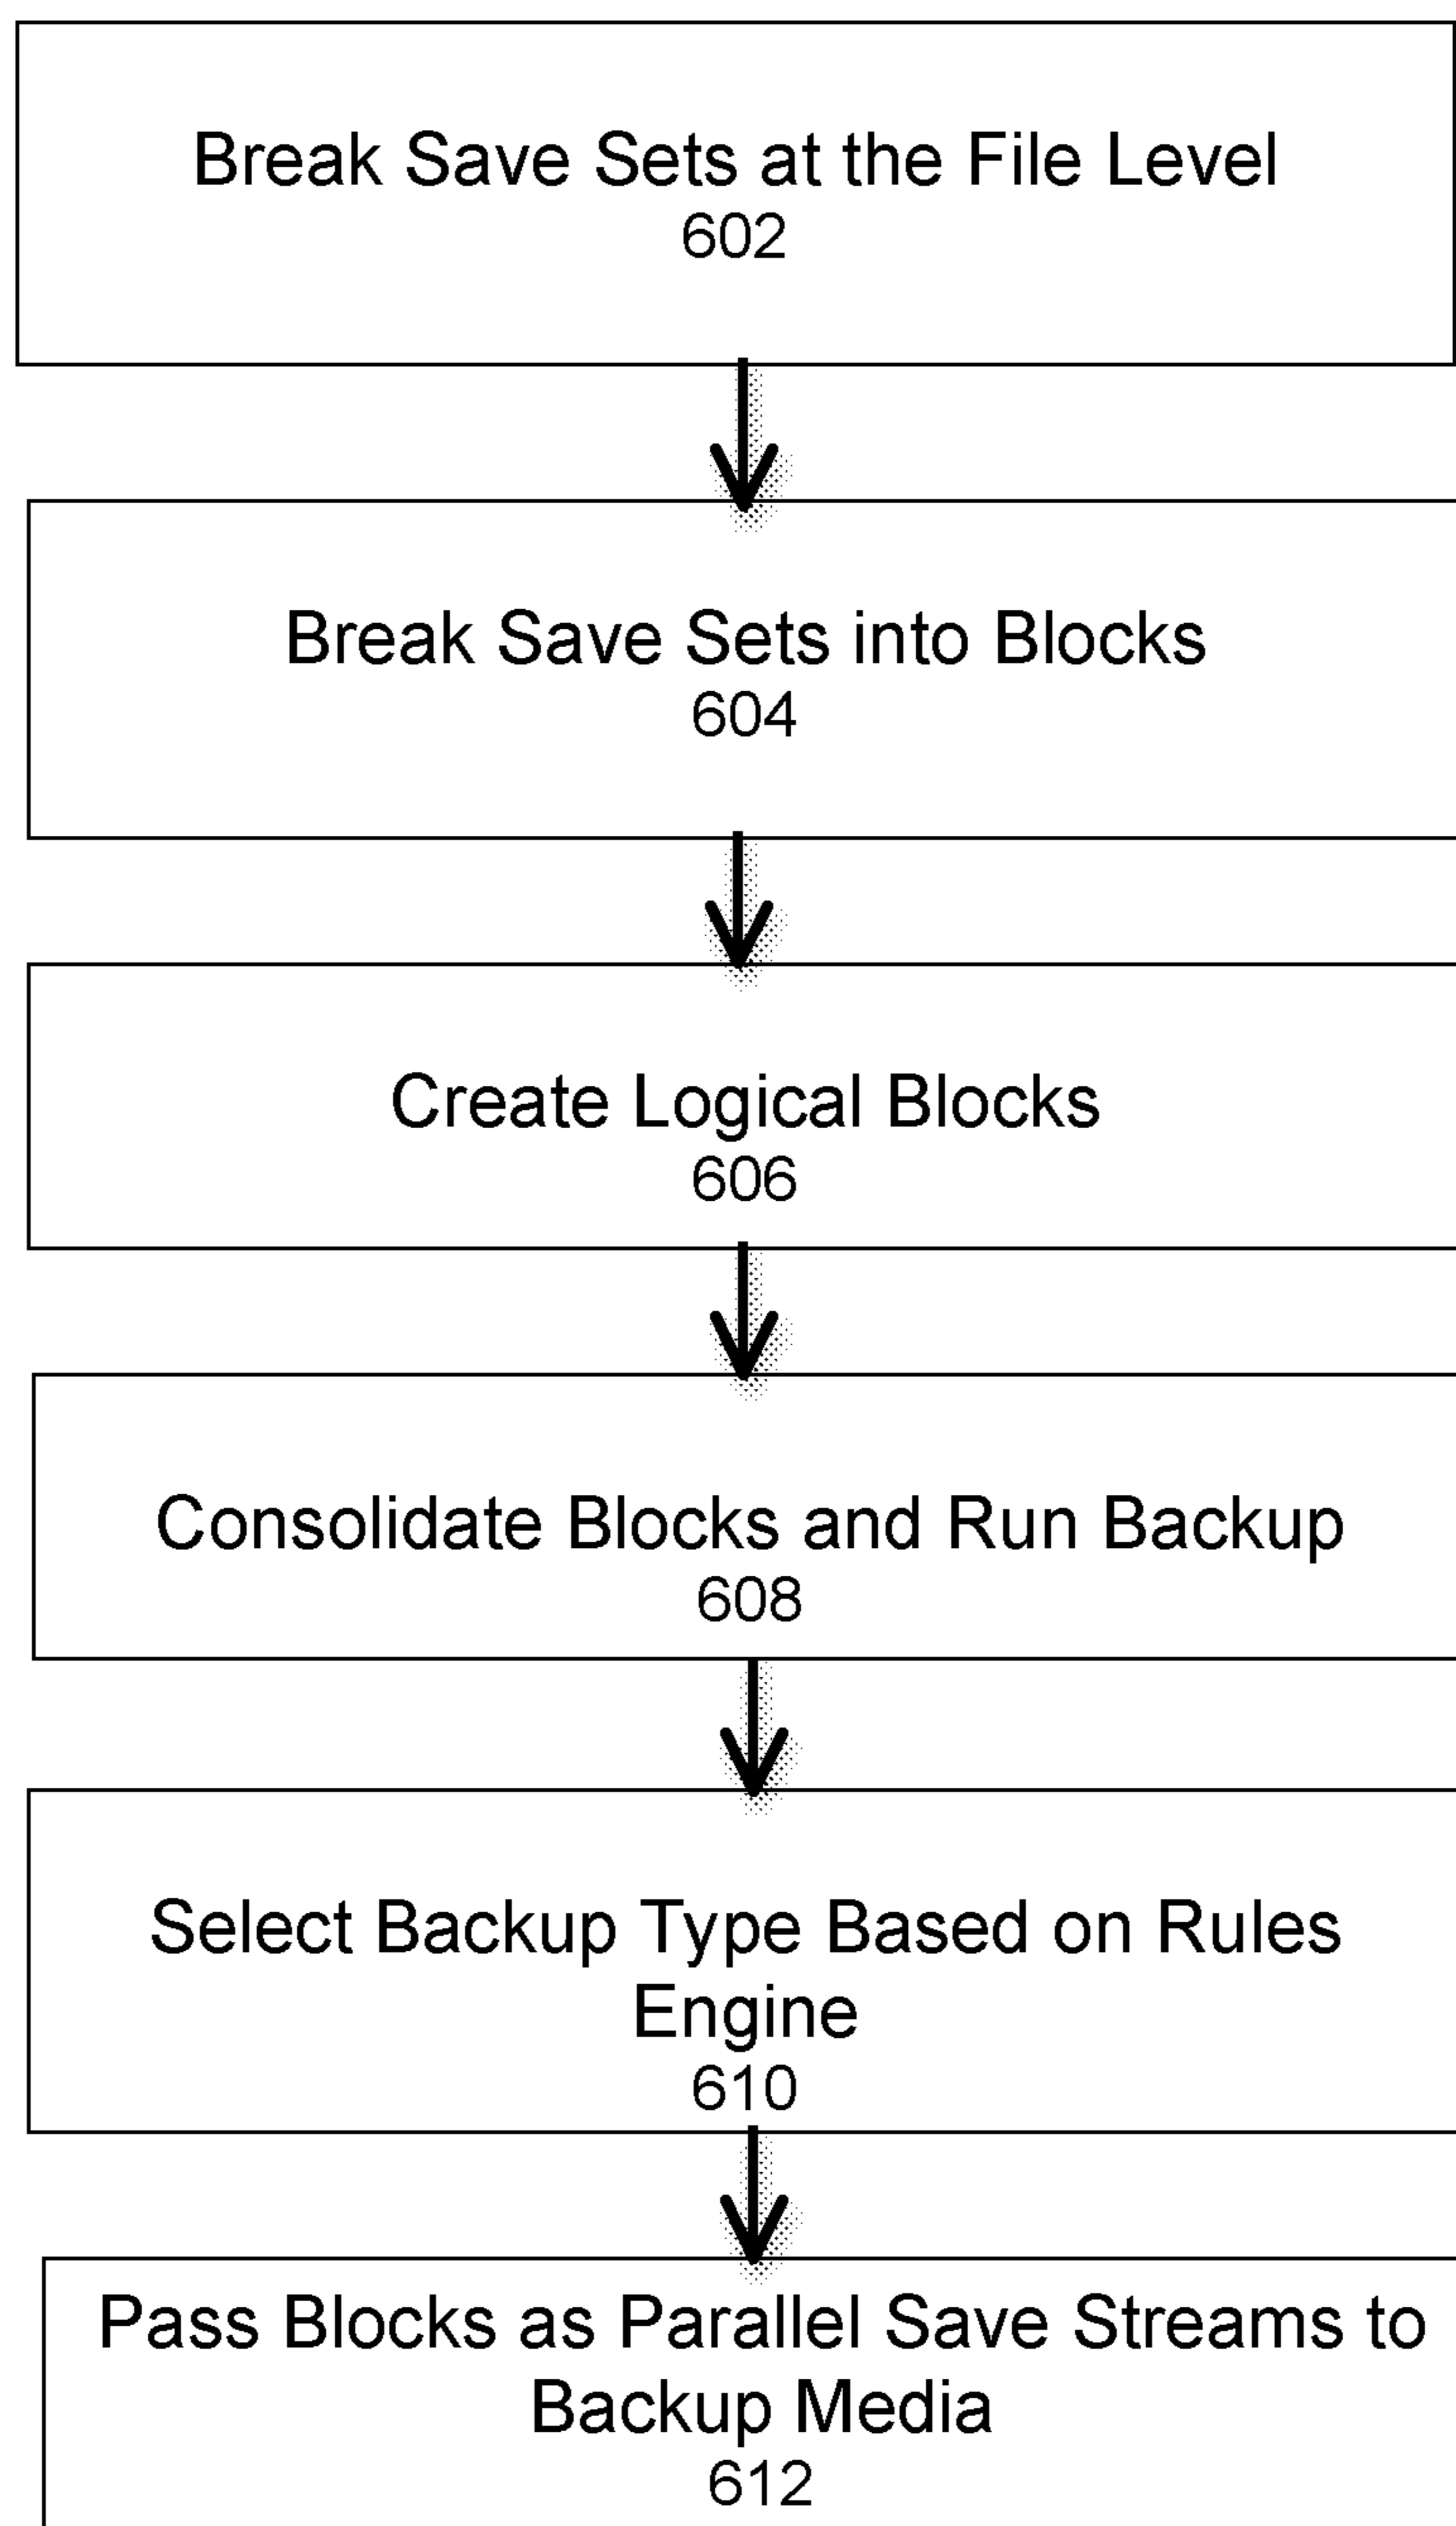 Break Save Sets at the File Level
602
Break Save Sets into Blocks
604
Create Logical Blocks
606
Consolidate Blocks and Run Backup
608
Select Backup Type Based on Rules
Engine
610
Pass Blocks as Parallel Save Streams to
Backup Media
612